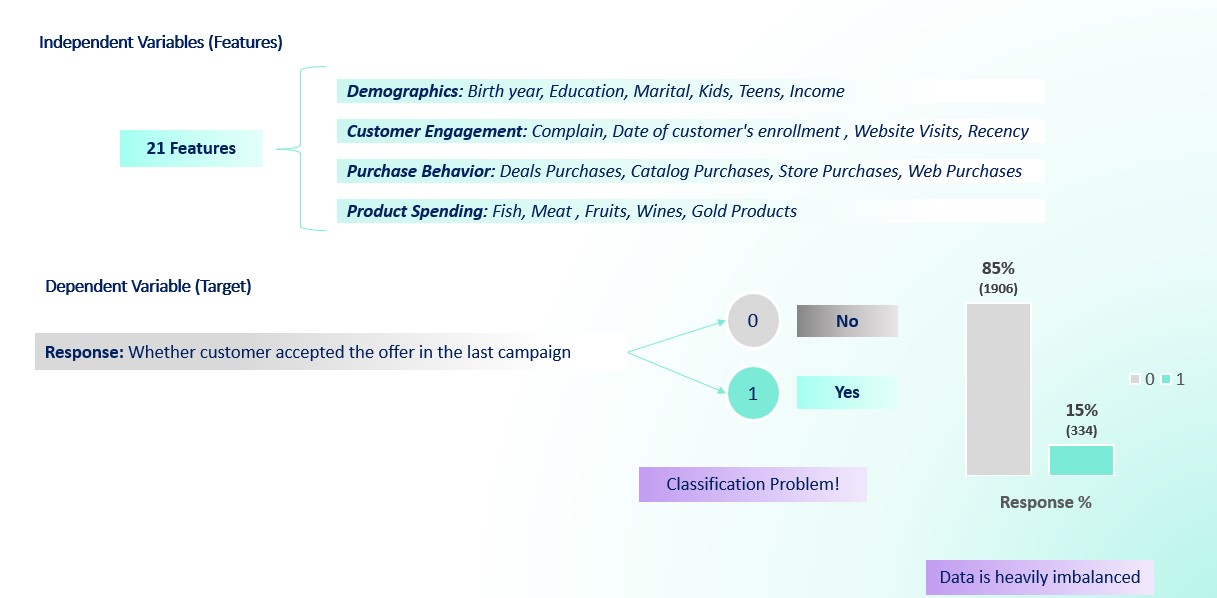 Independent Variables (Features)
21 Features
Demographics: Birth year, Education, Marital, Kids, Teens, Income
Customer Engagement: Complain, Date of customer's enrollment , Website Visits, Recency
Purchase Behavior: Deals Purchases, Catalog Purchases, Store Purchases, Web Purchases
Product Spending: Fish, Meat , Fruits, Wines, Gold Products
Dependent Variable (Target)
Response: Whether customer accepted the offer in the last campaign
0
No
1
Yes
Classification Problem!
85%
(1906)
15%
(334)
0 1
Response %
Data is heavily imbalanced